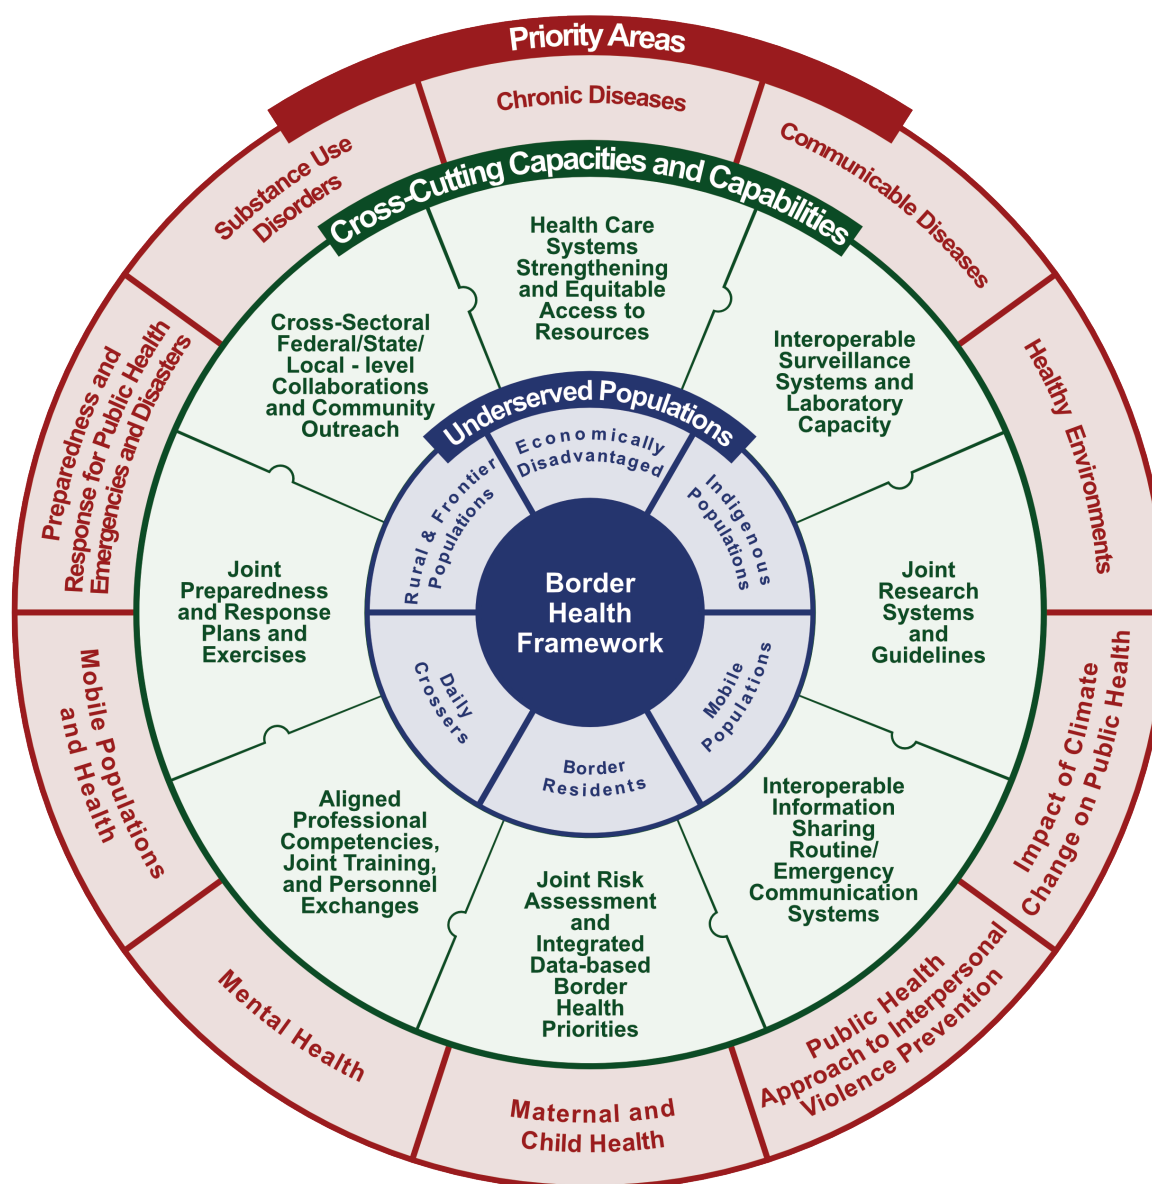 Priority Areas
Chronic Diseases
Communicable Diseases
Healthy Environments
Impact of Climate
Change on Public Health
Public Health
Approach to Interpersonal
Violence Prevention
Maternal and
Child Health
Mental Health
Mobile Populations
and Health
Preparedness and
Response for Public Health
Emergencies and Disasters
Substance Use
Disorders
Cross-Cutting Capacities and Capabilities
Health Care
Systems
Strengthening
and Equitable
Access to
Resources
Interoperable
Surveillance
Systems and
Laboratory
Capacity
Joint
Research
Systems
and
Guidelines
Interoperable
Information
Sharing
Routine/
Emergency
Communication
Systems
Joint Risk
Assessment
and
Integrated
Data-based
Border
Health
Priorities
Aligned
Professional
Competencies,
Joint Training,
and Personnel
Exchanges
Joint
Preparedness
and Response
Plans and
Exercises
Cross-Sectoral
Federal/State/
Local - level
Collaborations
and Community
Outreach
Underserved Populations
Economically
Disadvantaged
Indigenous
Populations
Mobile
Populations
Border
Residents
Daily
Crossers
Rural & Frontier
Populations
Border
Health
Framework